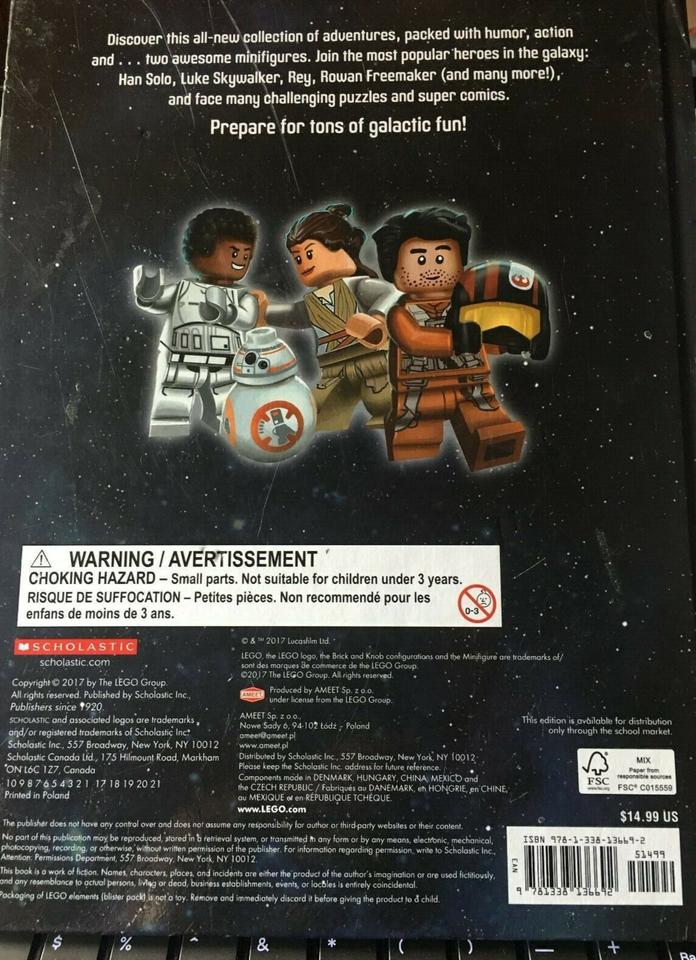 Discover this all-new collection of adventures, packed with humor, action
and . . . two awesome minifigures. Join the most popular heroes in the galaxy:
Han Solo, Luke Skywalker, Rey, Rowan Freemaker (and many more!),
and face many challenging puzzles and super comics.
Prepare for tons of galactic fun!
WARNING / AVERTISSEMENT
CHOKING HAZARD – Small parts. Not suitable for children under 3 years.
RISQUE DE SUFFOCATION – Petites pièces. Non recommendé pour les
enfans de moins de 3 ans.
0-3
SCHOLASTIC
scholastic.com
Copyright © 2017 by The LEGO Group.
All rights reserved. Published by Scholastic Inc.,
Publishers since 1920.
SCHOLASTIC and associated logos are trademarks
and/or registered trademarks of Scholastic Inc.
Scholastic Inc., 557 Broadway, New York, NY 10012
Scholastic Canada Ltd., 175 Hillmount Road, Markham
ON L6C 1Z7, Canada
10 9 8 7 6 5 4 3 2 1 17 18 19 20 21
Printed in Poland
© & ™ 2017 Lucasfilm Ltd.
LEGO, the LEGO logo, the Brick and Knob configurations and the Minifigure are trademarks of/
sont des marques de commerce de the LEGO Group.
©2017 The LEGO Group. All rights reserved.
AMEET
Produced by AMEET Sp. z o.o.
under license from the LEGO Group.
AMEET Sp. z o.o.,
Nowe Sady 6, 94-102 Łódź – Poland
ameet@ameet.pl
www.ameet.pl
Distributed by Scholastic Inc., 557 Broadway, New York, NY 10012
Please keep the Scholastic Inc. address for future reference.
Components made in DENMARK, HUNGARY, CHINA, MEXICO and
the CZECH REPUBLIC / Fabriqués au DANEMARK, en HONGRIE, en CHINE,
au MEXIQUE et en RÉPUBLIQUE TCHÈQUE.
www.LEGO.com
This edition is available for distribution
only through the school market.
FSC
www.fsc.org
MIX
Paper from
responsible sources
FSC® C015559
$14.99 US
ISBN 978-1-338-13669-2
51499
EAN
9 781338 136692
The publisher does not have any control over and does not assume any responsibility for author or third-party websites or their content.
No part of this publication may be reproduced, stored in a retrieval system, or transmitted in any form or by any means, electronic, mechanical,
photocopying, recording, or otherwise, without written permission of the publisher. For information regarding permission, write to Scholastic Inc.,
Attention: Permissions Department, 557 Broadway, New York, NY 10012.
This book is a work of fiction. Names, characters, places, and incidents are either the product of the author's imagination or are used fictitiously,
and any resemblance to actual persons, living or dead, business establishments, events, or locales is entirely coincidental.
Packaging of LEGO elements (blister pack) is not a toy. Remove and immediately discard it before giving the product to a child.
$ % ^ & * ( ) — +
Ba